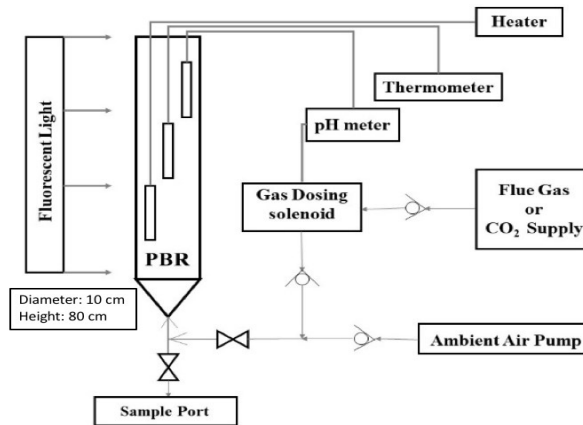 Heater
Thermometer
pH meter
Fluorescent Light
Gas Dosing
solenoid
Flue Gas
or
CO₂ Supply
PBR
Diameter: 10 cm
Height: 80 cm
Ambient Air Pump
Sample Port